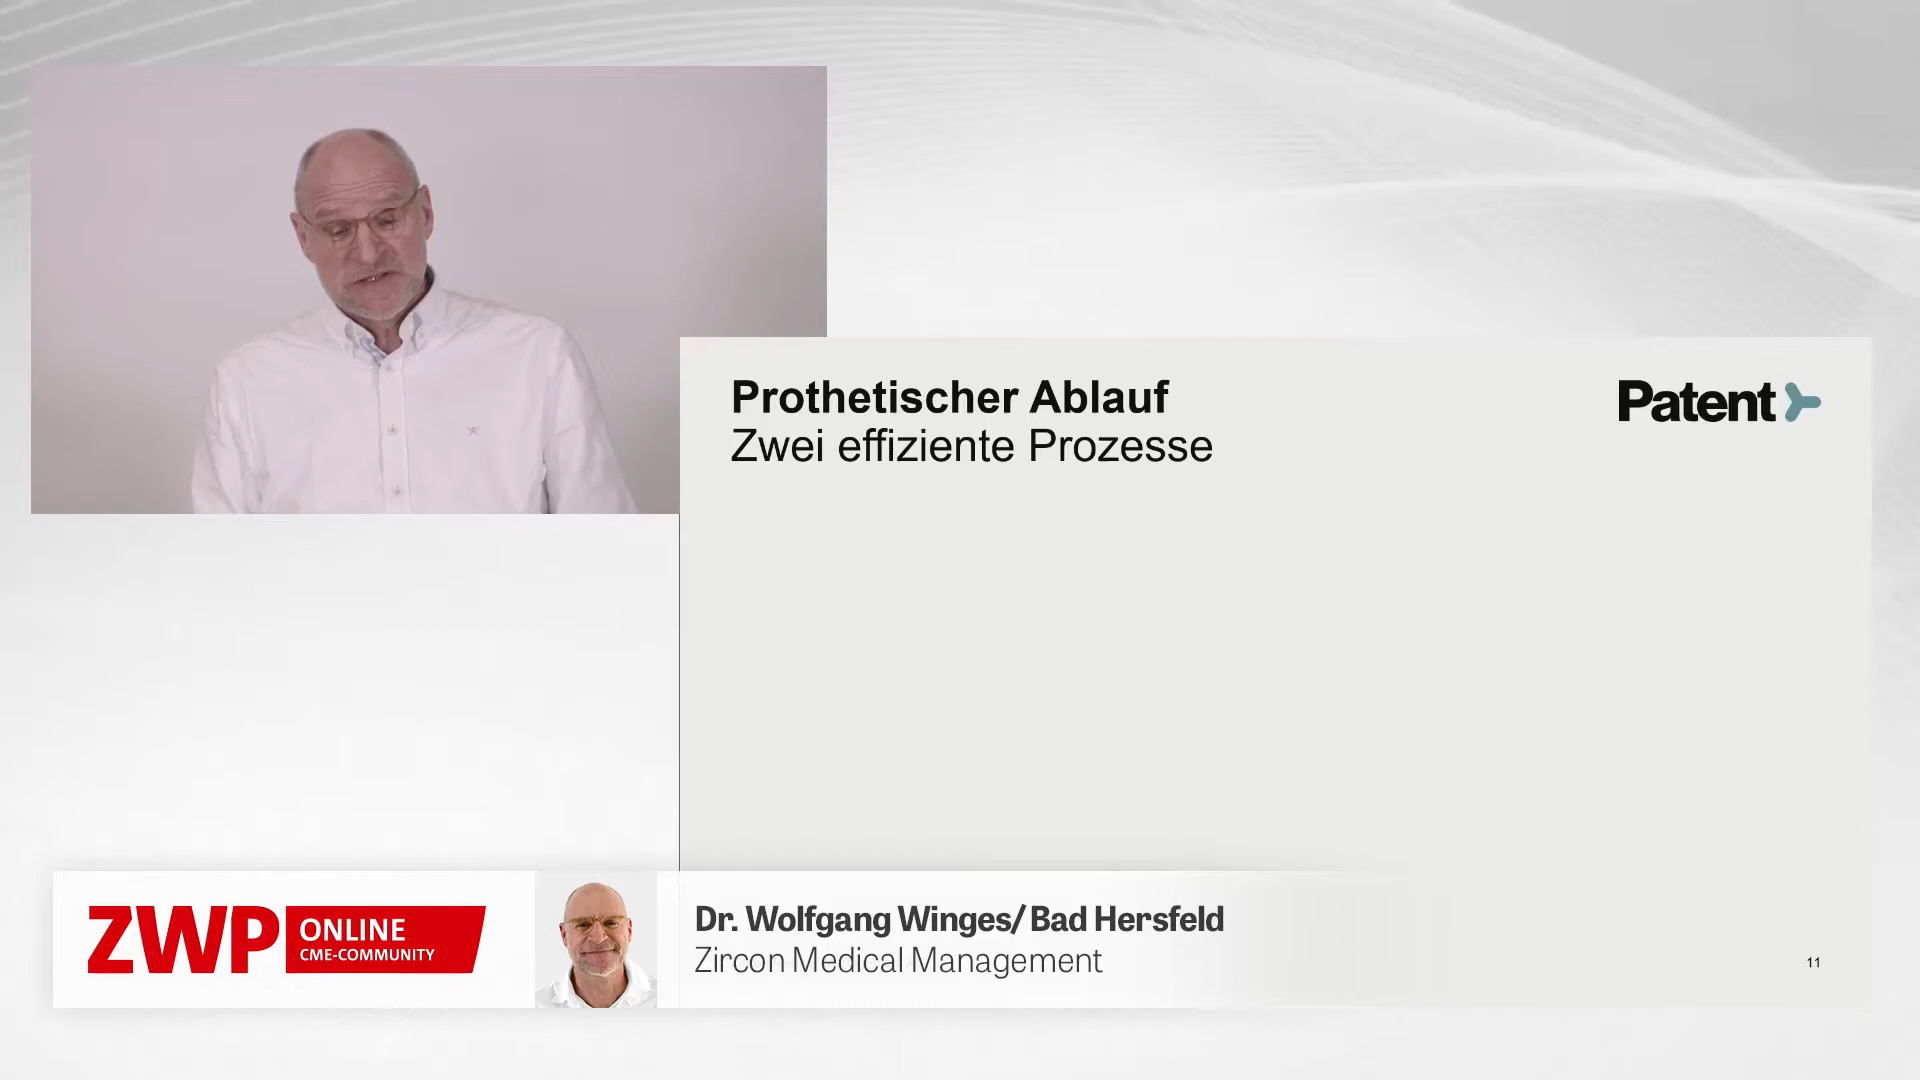 Prothetischer Ablauf
Zwei effiziente Prozesse
Patent
ZWP ONLINE
CME-COMMUNITY
Dr. Wolfgang Winges/ Bad Hersfeld
Zircon Medical Management
11